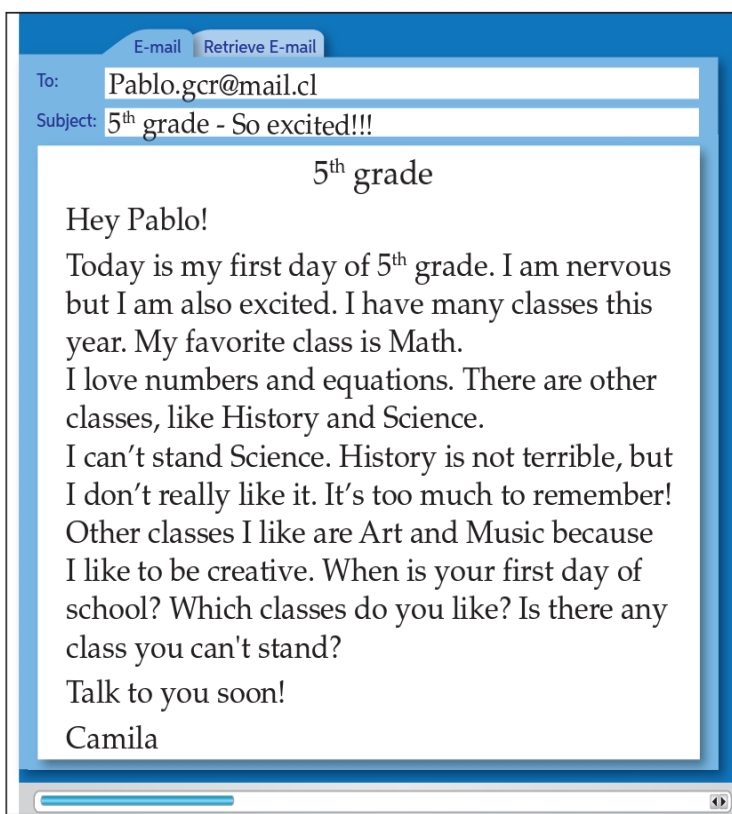 E-mail
Retrieve E-mail
To:
Pablo.gcr@mail.cl
Subject:
5th grade - So excited!!!
5th grade
Hey Pablo!
Today is my first day of 5th grade. I am nervous
but I am also excited. I have many classes this
year. My favorite class is Math.
I love numbers and equations. There are other
classes, like History and Science.
I can’t stand Science. History is not terrible, but
I don’t really like it. It’s too much to remember!
Other classes I like are Art and Music because
I like to be creative. When is your first day of
school? Which classes do you like? Is there any
class you can't stand?
Talk to you soon!
Camila